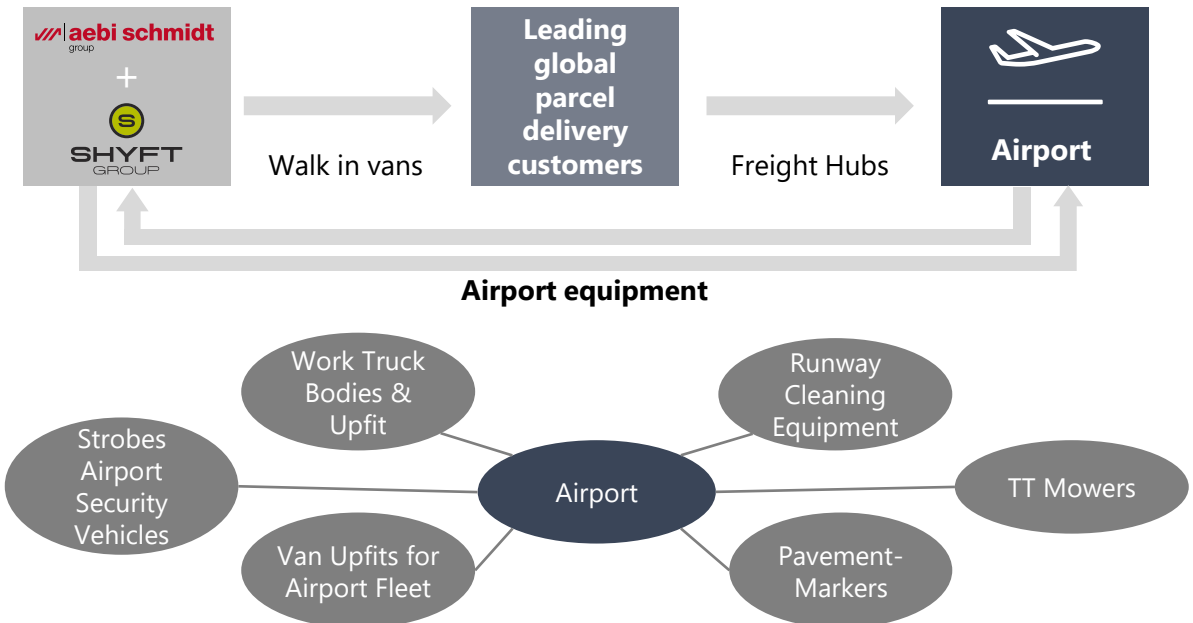 aebi schmidt
group
+
S
SHYFT
GROUP
Walk in vans
Leading
global
parcel
delivery
customers
Freight Hubs
Airport
Airport equipment
Work Truck
Bodies &
Upfit
Runway
Cleaning
Equipment
Strobes
Airport
Security
Vehicles
Airport
TT Mowers
Van Upfits for
Airport Fleet
Pavement-
Markers